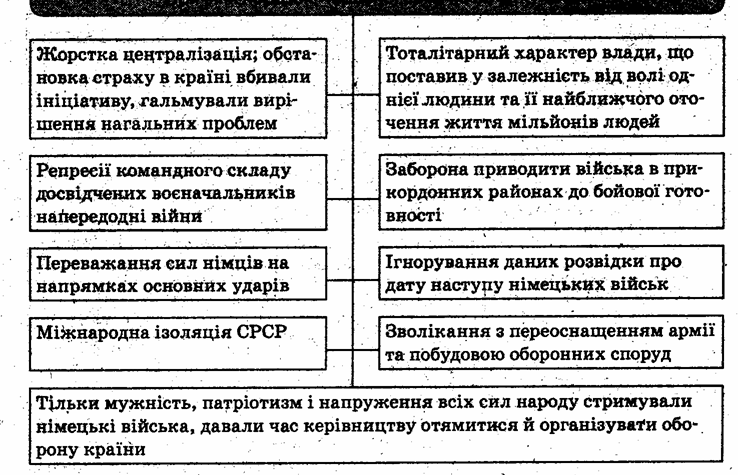 Жорстка централізація; обста-
новка страху в країні вбивали
ініціативу, гальмували вирі-
шення нагальних проблем
Тоталітарний характер влади, що
поставив у залежність від волі од-
нієї людини та її найближчого ото-
чення життя мільйонів людей
Репресії командного складу
досвідчених воєначальників
напередодні війни
Заборона приводити війська в при-
кордонних районах до бойової гото-
вності
Переважання сил німців на
напрямках основних ударів
Ігнорування даних розвідки про
дату наступу німецьких військ
Міжнародна ізоляція СРСР
Зволікання з переоснащенням армії
та побудовою оборонних споруд
Тільки мужність, патріотизм і напруження всіх сил народу стримували
німецькі війська, давали час керівництву отямитися й організувати обо-
рону країни